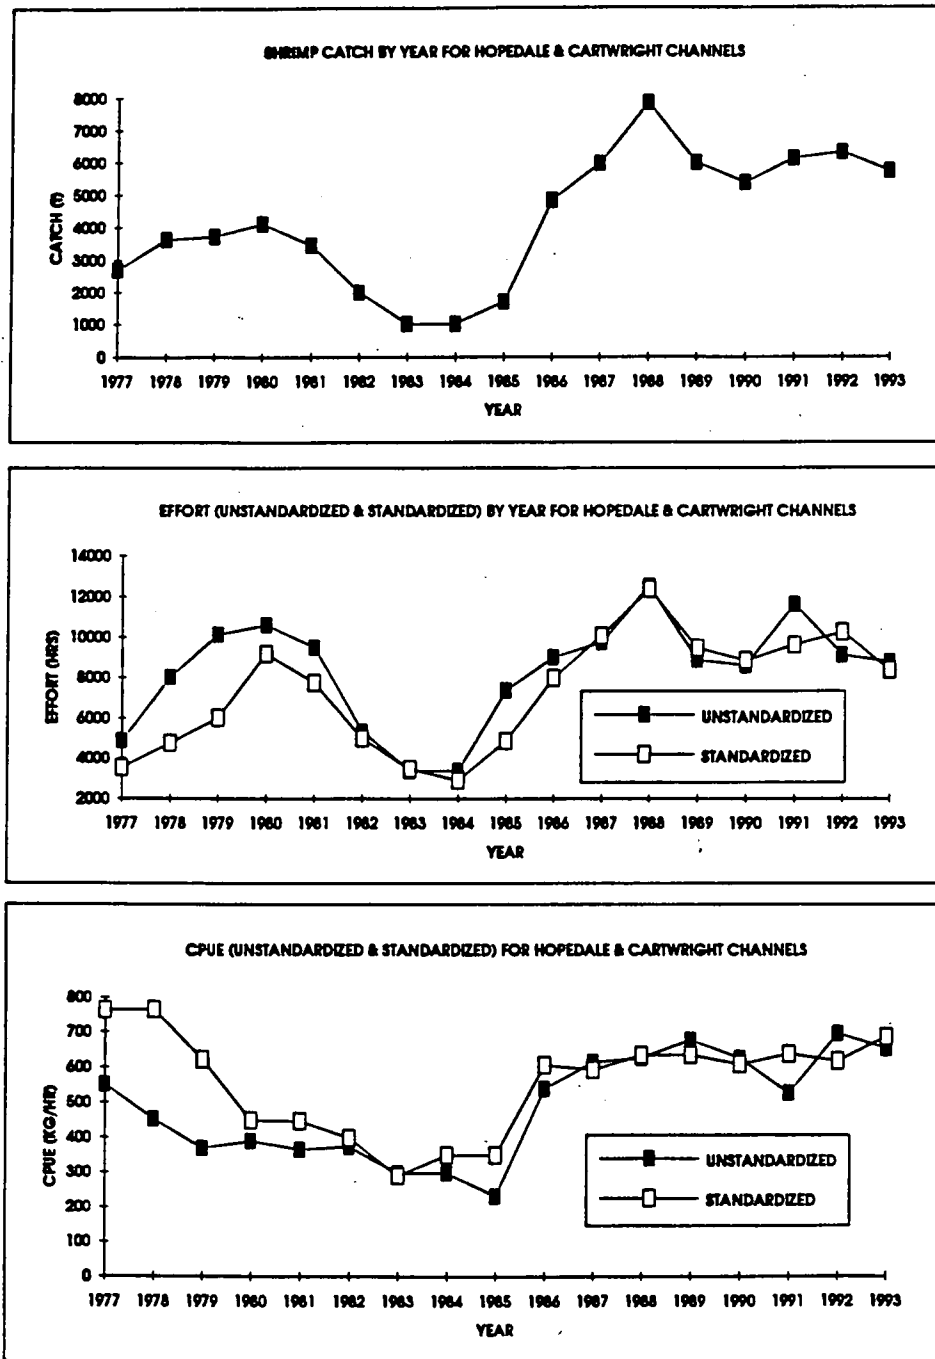 SHRIMP CATCH BY YEAR FOR HOPEDALE & CARTWRIGHT CHANNELS
8000
7000
6000
5000
4000
3000
2000
1000
0
CATCH (T)
1977 1978 1979 1980 1981 1982 1983 1984 1985 1986 1987 1988 1989 1990 1991 1992 1993
YEAR
EFFORT (UNSTANDARDIZED & STANDARDIZED) BY YEAR FOR HOPEDALE & CARTWRIGHT CHANNELS
14000
12000
10000
8000
6000
4000
2000
EFFORT (HRS)
UNSTANDARDIZED
STANDARDIZED
1977 1978 1979 1980 1981 1982 1983 1984 1985 1986 1987 1988 1989 1990 1991 1992 1993
YEAR
CPUE (UNSTANDARDIZED & STANDARDIZED) FOR HOPEDALE & CARTWRIGHT CHANNELS
800
700
600
500
400
300
200
100
0
CPUE (KG/HR)
UNSTANDARDIZED
STANDARDIZED
1977 1978 1979 1980 1981 1982 1983 1984 1985 1986 1987 1988 1989 1990 1991 1992 1993
YEAR